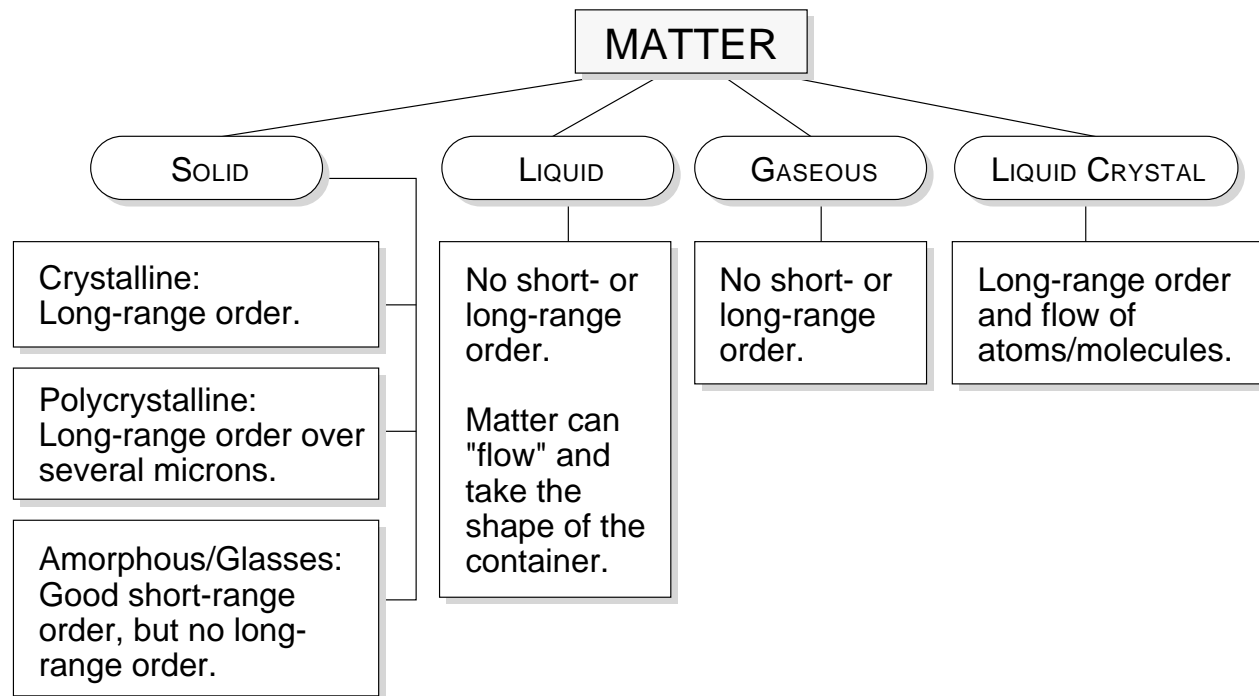 MATTER
SOLID
LIQUID
GASEOUS
LIQUID CRYSTAL
Crystalline:
Long-range order.
Polycrystalline:
Long-range order over
several microns.
Amorphous/Glasses:
Good short-range
order, but no long-
range order.
No short- or
long-range
order.
Matter can
"flow" and
take the
shape of the
container.
No short- or
long-range
order.
Long-range order
and flow of
atoms/molecules.